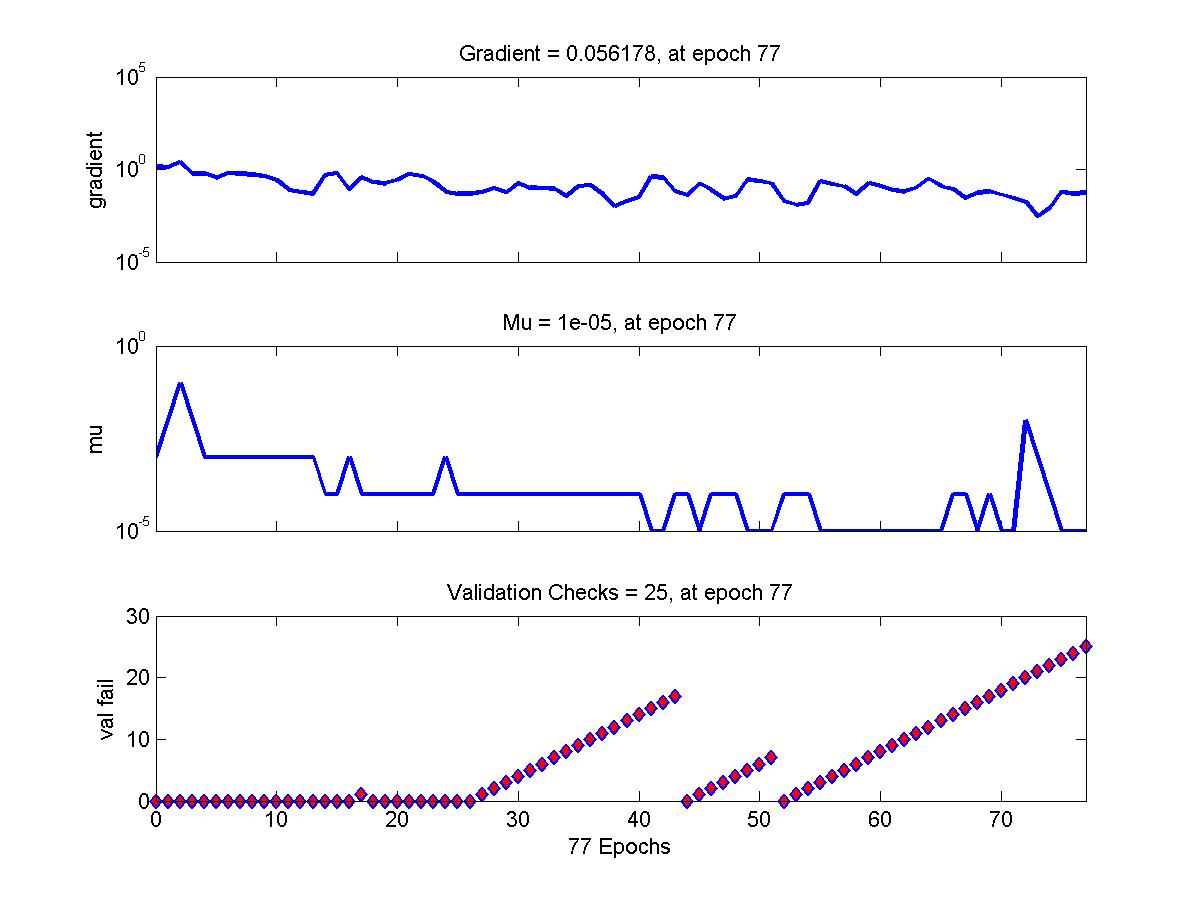 Gradient = 0.056178, at epoch 77
10^5
10^0
10^-5
gradient
Mu = 1e-05, at epoch 77
10^0
10^-5
mu
Validation Checks = 25, at epoch 77
30
20
10
0
val fail
0 10 20 30 40 50 60 70
77 Epochs